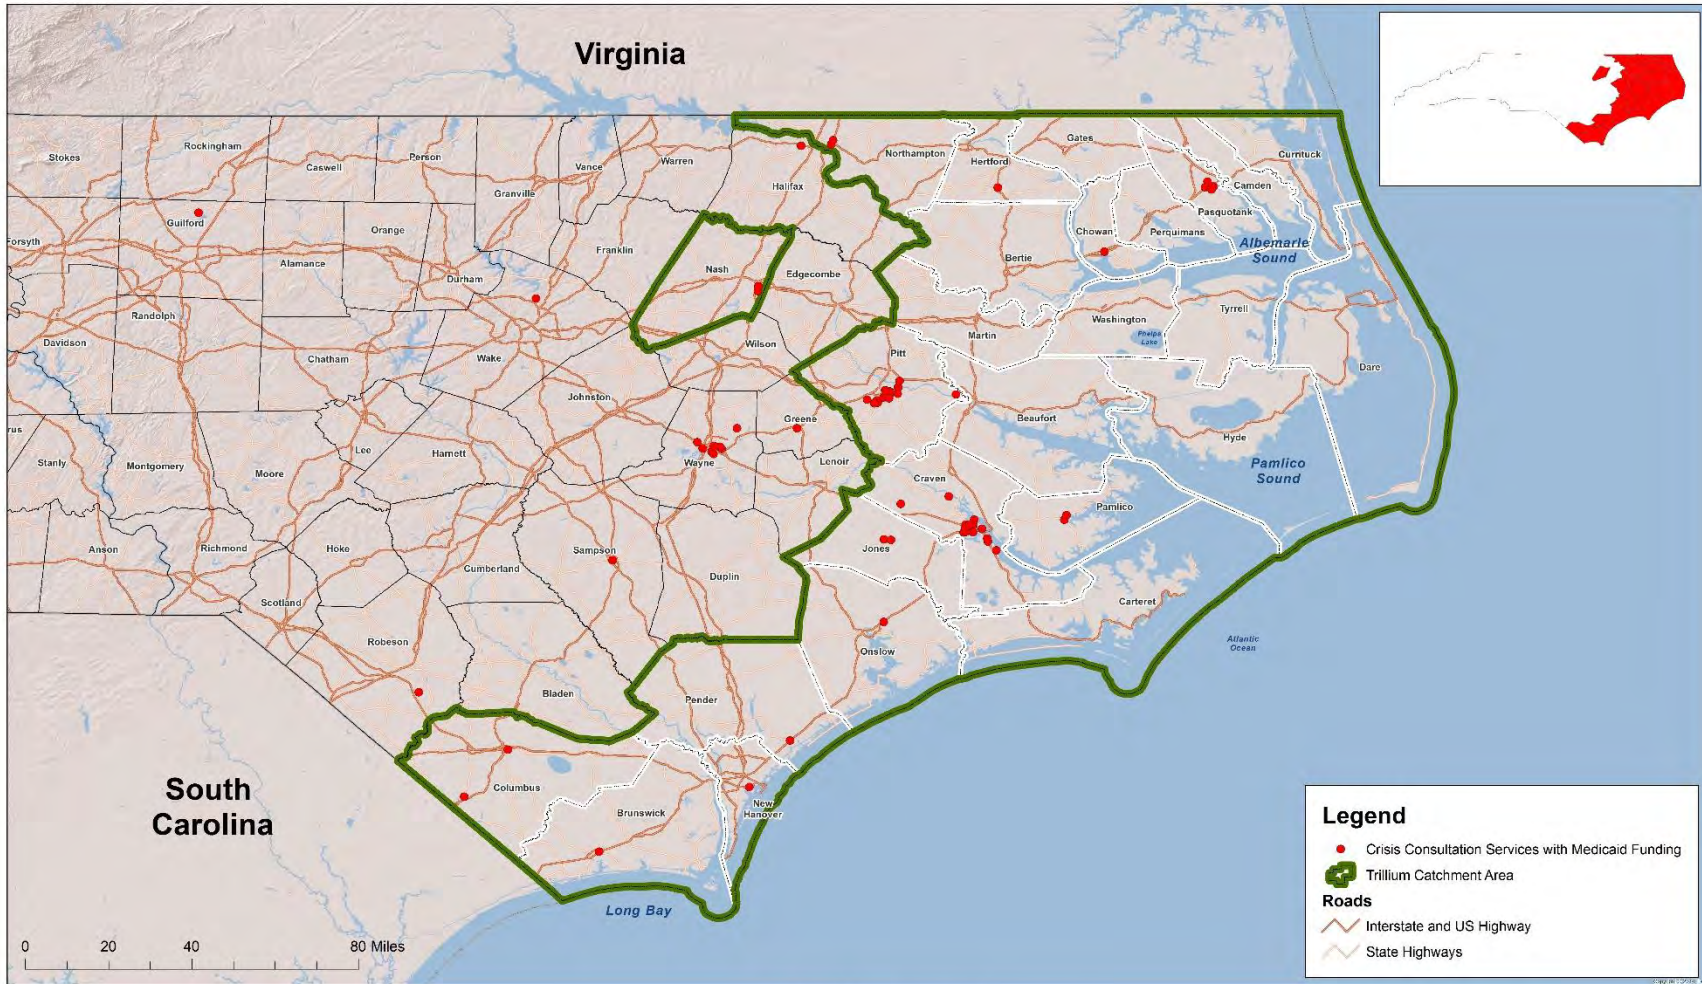 Virginia
Stokes
Rockingham
Caswell
Person
Vance
Warren
Northampton
Hertford
Gates
Currituck
Granville
Halifax
Camden
Guilford
Orange
Franklin
Pasquotank
Forsyth
Chowan
Perquimans
Albemarle
Sound
Alamance
Durham
Nash
Edgecombe
Bertie
Randolph
Washington
Tyrrell
Davidson
Phelps
Lake
Wilson
Martin
Chatham
Wake
Pitt
Dare
Johnston
Greene
Beaufort
rus
Hyde
Stanly
Montgomery
Moore
Lee
Harnett
Wayne
Lenoir
Craven
Pamlico
Sound
Pamlico
Anson
Richmond
Hoke
Cumberland
Sampson
Duplin
Jones
Scotland
Carteret
Robeson
Onslow
Atlantic
Ocean
Bladen
Pender
South
Carolina
Columbus
Brunswick
New
Hanover
Long Bay
0 20 40 80 Miles
Legend
Crisis Consultation Services with Medicaid Funding
Trillium Catchment Area
Roads
Interstate and US Highway
State Highways